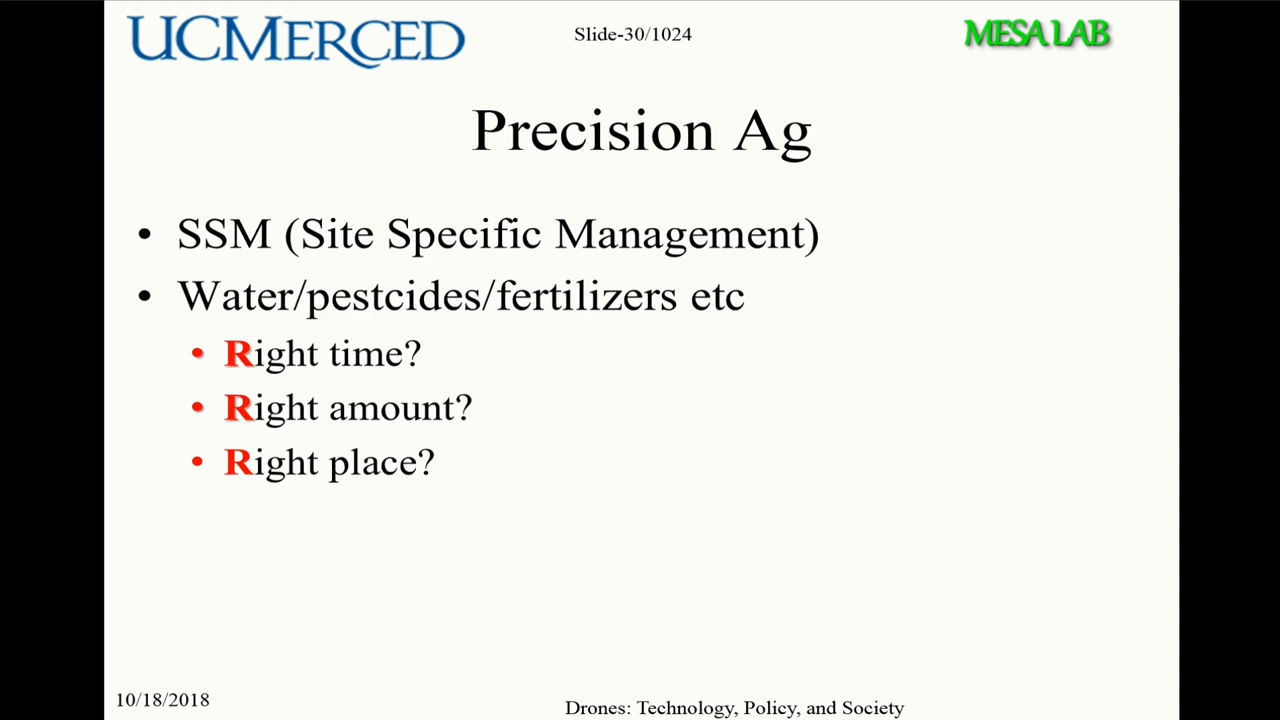 UCMERCED
Slide-30/1024
MESA LAB
Precision Ag
• SSM (Site Specific Management)
• Water/pestcides/fertilizers etc
• Right time?
• Right amount?
• Right place?
10/18/2018
Drones: Technology, Policy, and Society